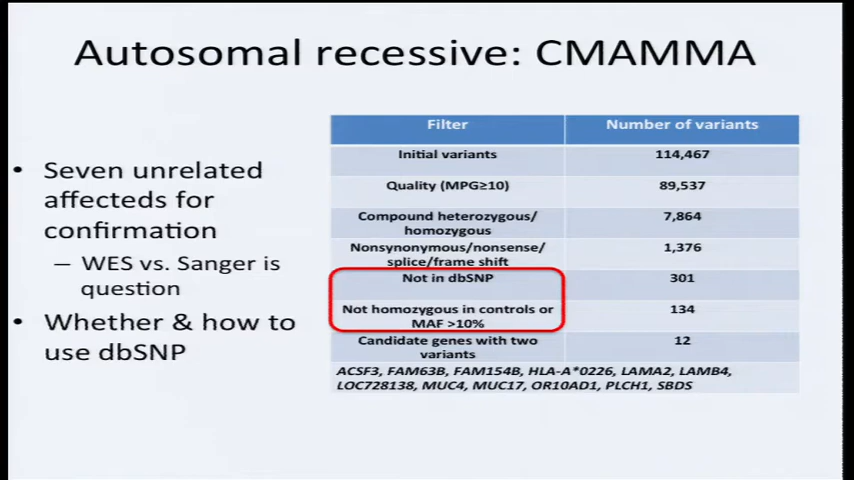 Autosomal recessive: CMAMMA
• Seven unrelated
affecteds for
confirmation
– WES vs. Sanger is
question
• Whether & how to
use dbSNP
Filter Number of variants
Initial variants 114,467
Quality (MPG≥10) 89,537
Compound heterozygous/
homozygous 7,864
Nonsynonymous/nonsense/
splice/frame shift 1,376
Not in dbSNP 301
Not homozygous in controls or
MAF >10% 134
Candidate genes with two
variants 12
ACSF3, FAM63B, FAM154B, HLA-A*0226, LAMA2, LAMB4,
LOC728138, MUC4, MUC17, OR10AD1, PLCH1, SBDS